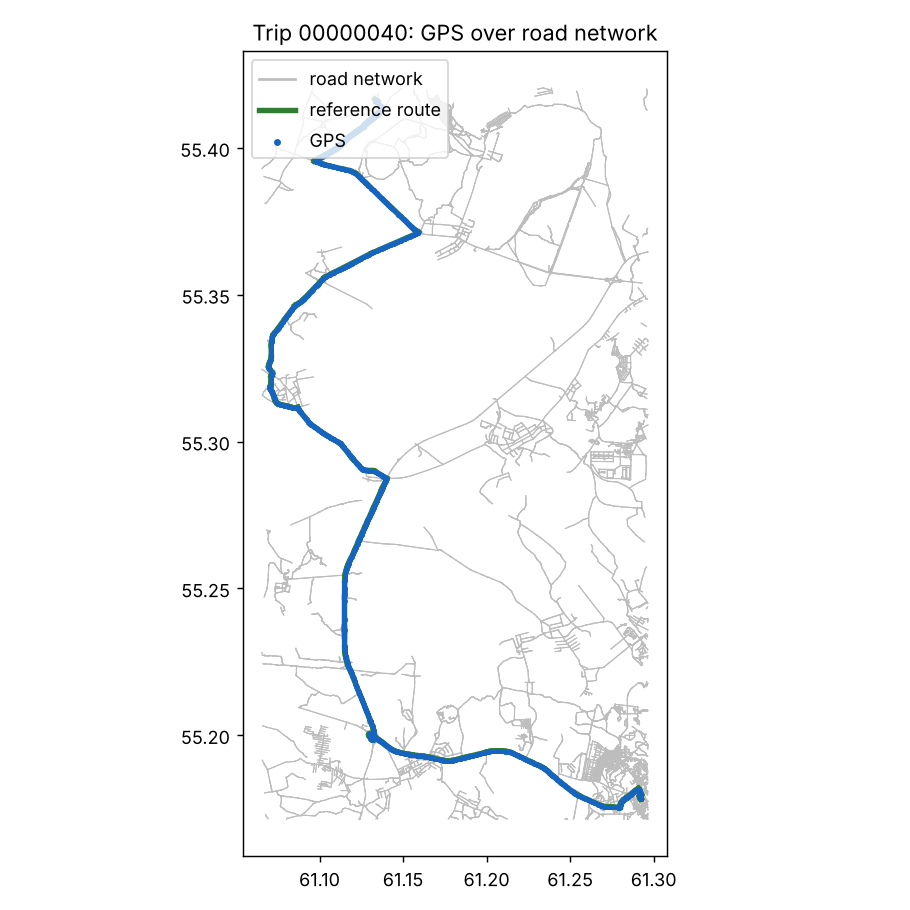 Trip 00000040: GPS over road network
road network
reference route
GPS
55.40
55.35
55.30
55.25
55.20
61.10 61.15 61.20 61.25 61.30